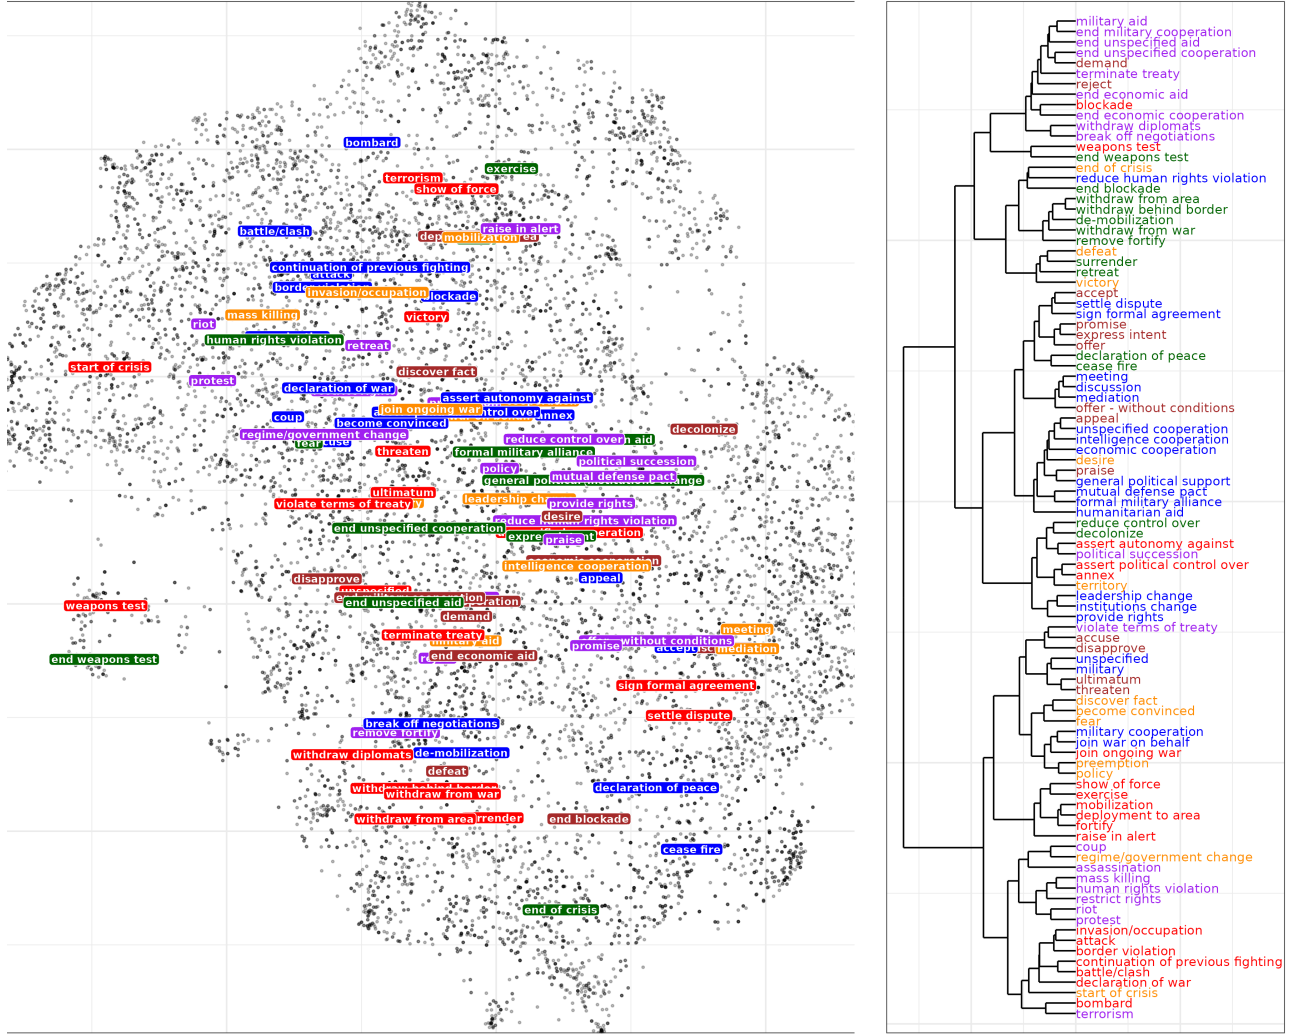 bombard
exercise
terrorism
show of force
raise in alert
battle/clash
mobilization
continuation of previous fighting
attack
invasion/occupation
blockade
mass killing
victory
riot
human rights violation
retreat
start of crisis
discover fact
protest
declaration of war
assert autonomy against
join ongoing war
annex
coup
become convinced
decolonize
regime/government change
reduce control over
threaten
formal military alliance
political succession
policy
mutual defense pact
ultimatum
violate terms of treaty
provide rights
desire
reduce human rights violation
end unspecified cooperation
praise
intelligence cooperation
appeal
disapprove
end unspecified aid
weapons test
demand
meeting
terminate treaty
without conditions
promise
accept
mediation
end economic aid
end weapons test
sign formal agreement
settle dispute
break off negotiations
remove fortify
withdraw diplomats
de-mobilization
defeat
declaration of peace
withdraw from war
withdraw from area
end blockade
cease fire
end of crisis
military aid
end military cooperation
end unspecified aid
end unspecified cooperation
demand
terminate treaty
reject
end economic aid
blockade
end economic cooperation
withdraw diplomats
break off negotiations
weapons test
end weapons test
end of crisis
reduce human rights violation
end blockade
withdraw from area
withdraw behind border
de-mobilization
withdraw from war
remove fortify
defeat
surrender
retreat
victory
accept
settle dispute
sign formal agreement
promise
express intent
offer
declaration of peace
cease fire
meeting
discussion
mediation
offer - without conditions
appeal
unspecified cooperation
intelligence cooperation
economic cooperation
desire
praise
general political support
mutual defense pact
formal military alliance
humanitarian aid
reduce control over
decolonize
assert autonomy against
political succession
assert political control over
annex
territory
leadership change
institutions change
provide rights
violate terms of treaty
accuse
disapprove
unspecified
military
ultimatum
threaten
discover fact
become convinced
fear
military cooperation
join war on behalf
join ongoing war
preemption
policy
show of force
exercise
mobilization
deployment to area
fortify
raise in alert
coup
regime/government change
assassination
mass killing
human rights violation
restrict rights
riot
protest
invasion/occupation
attack
border violation
continuation of previous fighting
battle/clash
declaration of war
start of crisis
bombard
terrorism